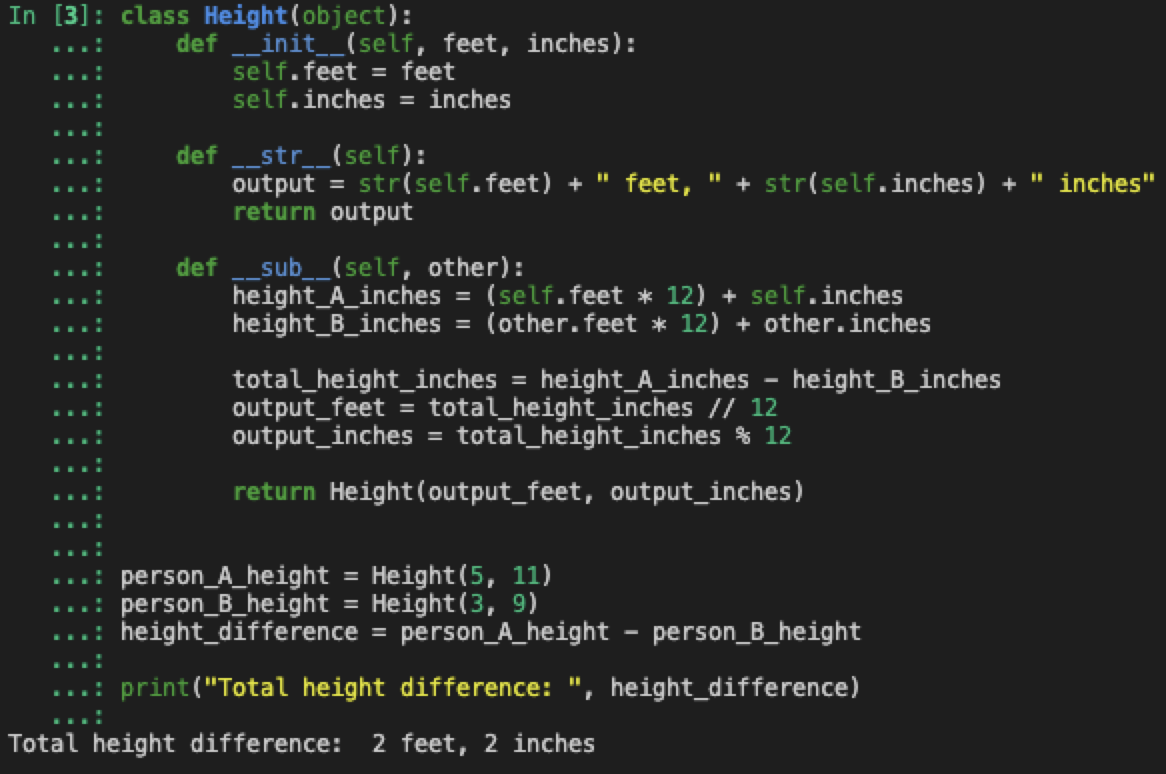 In [3]: class Height(object):
   ...:     def __init__(self, feet, inches):
   ...:         self.feet = feet
   ...:         self.inches = inches
   ...:
   ...:     def __str__(self):
   ...:         output = str(self.feet) + " feet, " + str(self.inches) + " inches"
   ...:         return output
   ...:
   ...:     def __sub__(self, other):
   ...:         height_A_inches = (self.feet * 12) + self.inches
   ...:         height_B_inches = (other.feet * 12) + other.inches
   ...:
   ...:         total_height_inches = height_A_inches - height_B_inches
   ...:         output_feet = total_height_inches // 12
   ...:         output_inches = total_height_inches % 12
   ...:
   ...:         return Height(output_feet, output_inches)
   ...:
   ...:
   ...: person_A_height = Height(5, 11)
   ...: person_B_height = Height(3, 9)
   ...: height_difference = person_A_height - person_B_height
   ...:
   ...: print("Total height difference: ", height_difference)
   ...:
Total height difference:  2 feet, 2 inches